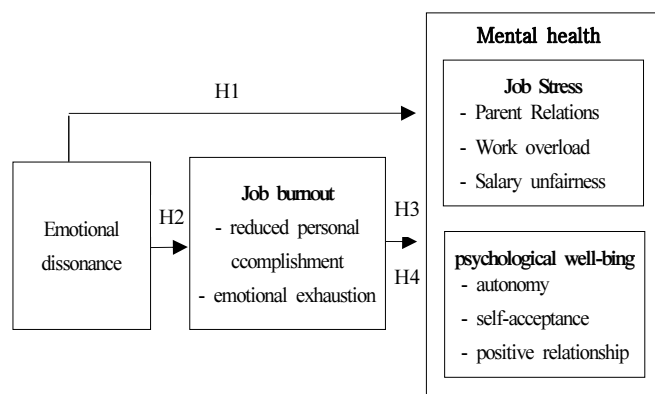 Mental health
H1
Job Stress
- Parent Relations
- Work overload
- Salary unfairness
Emotional
dissonance
H2
Job burnout
- reduced personal
ccomplishment
- emotional exhaustion
H3
H4
psychological well-bing
- autonomy
- self-acceptance
- positive relationship